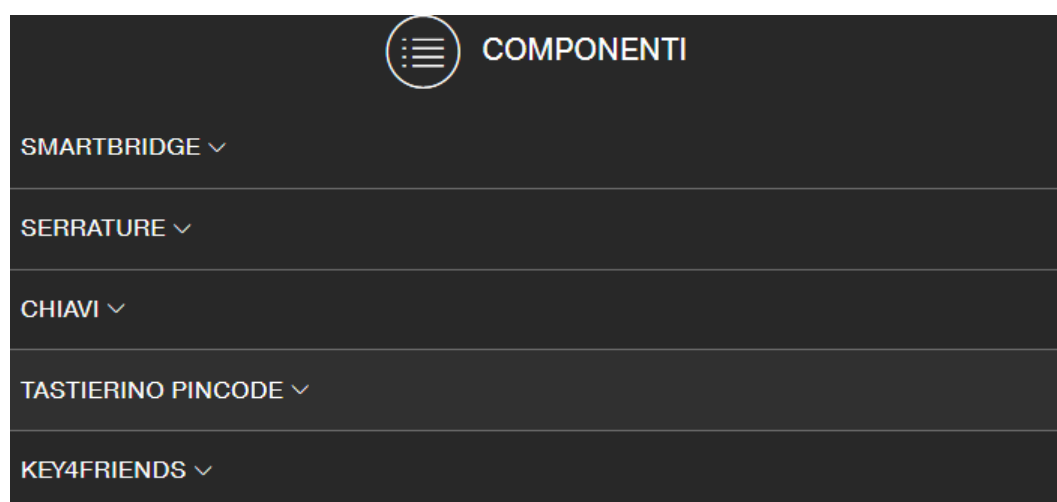 COMPONENTI
SMARTBRIDGE
SERRATURE
CHIAVI
TASTIERINO PINCODE
KEY4FRIENDS